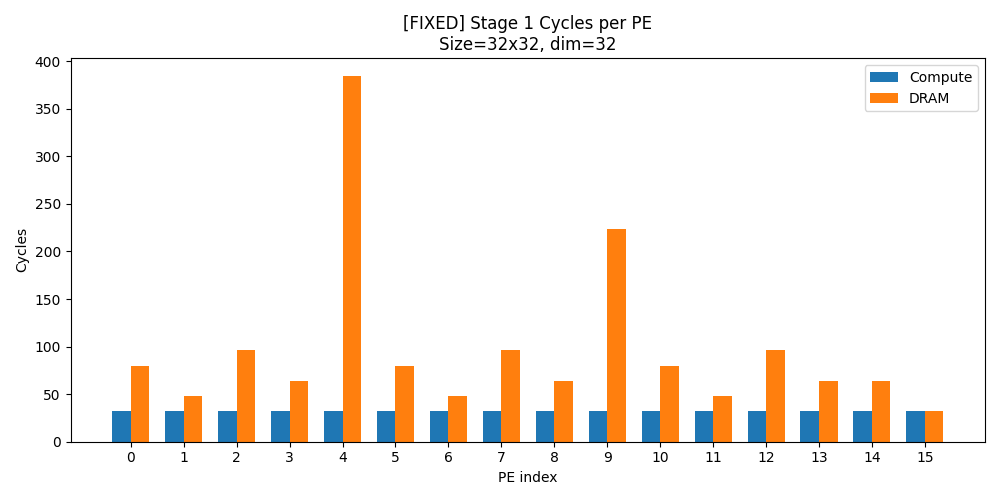 [FIXED] Stage 1 Cycles per PE
Size=32x32, dim=32
Compute
DRAM
Cycles
400
350
300
250
200
150
100
50
0
0 1 2 3 4 5 6 7 8 9 10 11 12 13 14 15
PE index